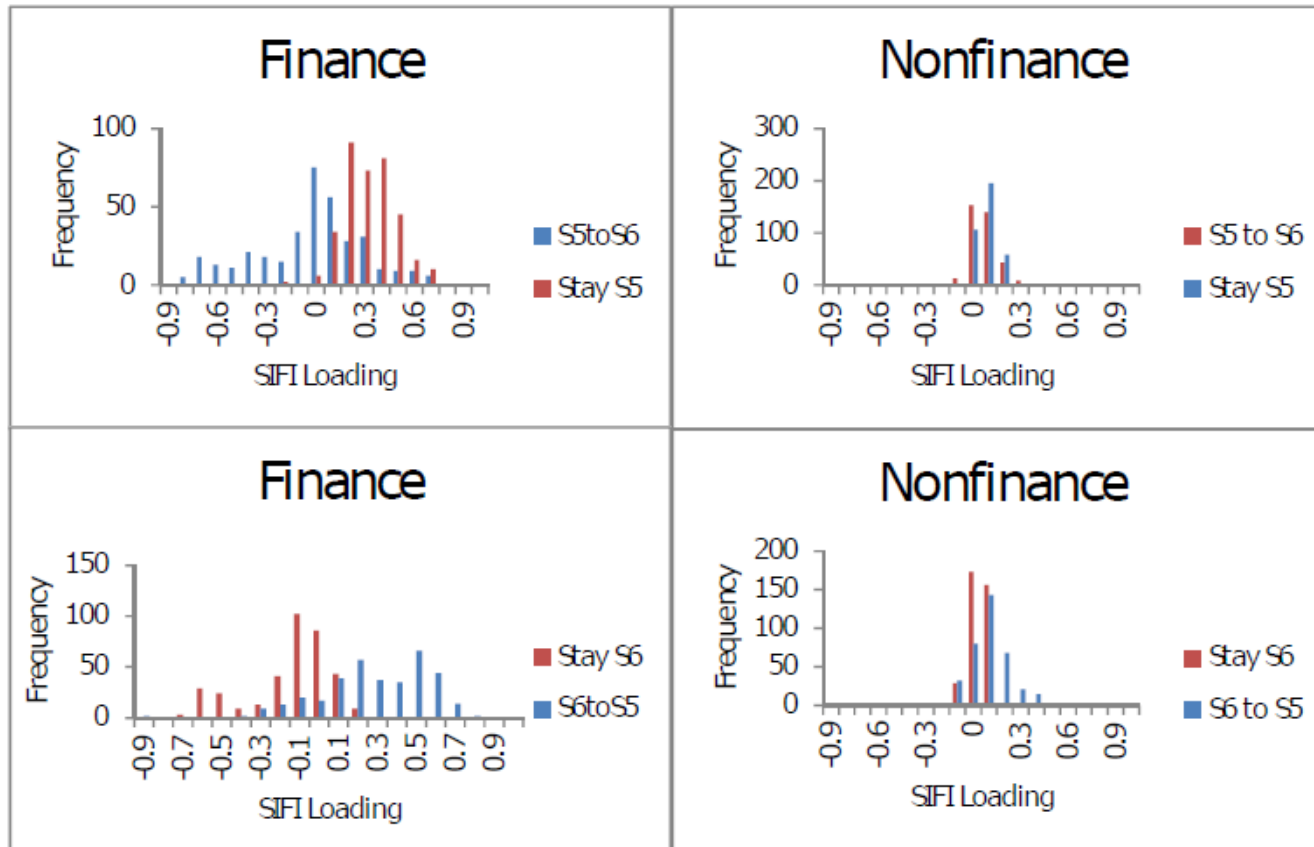 Finance
100
50
0
Frequency
-0.9
-0.6
-0.3
0
0.3
0.6
0.9
SIFI Loading
S5toS6
Stay S5
Nonfinance
300
200
100
0
Frequency
-0.9
-0.6
-0.3
0
0.3
0.6
0.9
SIFI Loading
S5 to S6
Stay S5
Finance
150
100
50
0
Frequency
-0.9
-0.7
-0.5
-0.3
-0.1
0.1
0.3
0.5
0.7
0.9
SIFI Loading
Stay S6
S6toS5
Nonfinance
200
150
100
50
0
Frequency
-0.9
-0.6
-0.3
0
0.3
0.6
0.9
SIFI Loading
Stay S6
S6 to S5